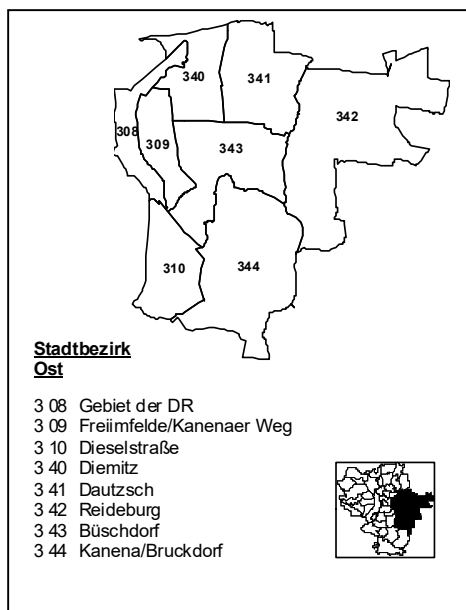 340
341
342
308
309
343
310
344
Stadtbezirk
Ost
3 08 Gebiet der DR
3 09 Freiimfelde/Kanenaer Weg
3 10 Dieselstraße
3 40 Diemitz
3 41 Dautzsch
3 42 Reideburg
3 43 Büschdorf
3 44 Kanena/Bruckdorf